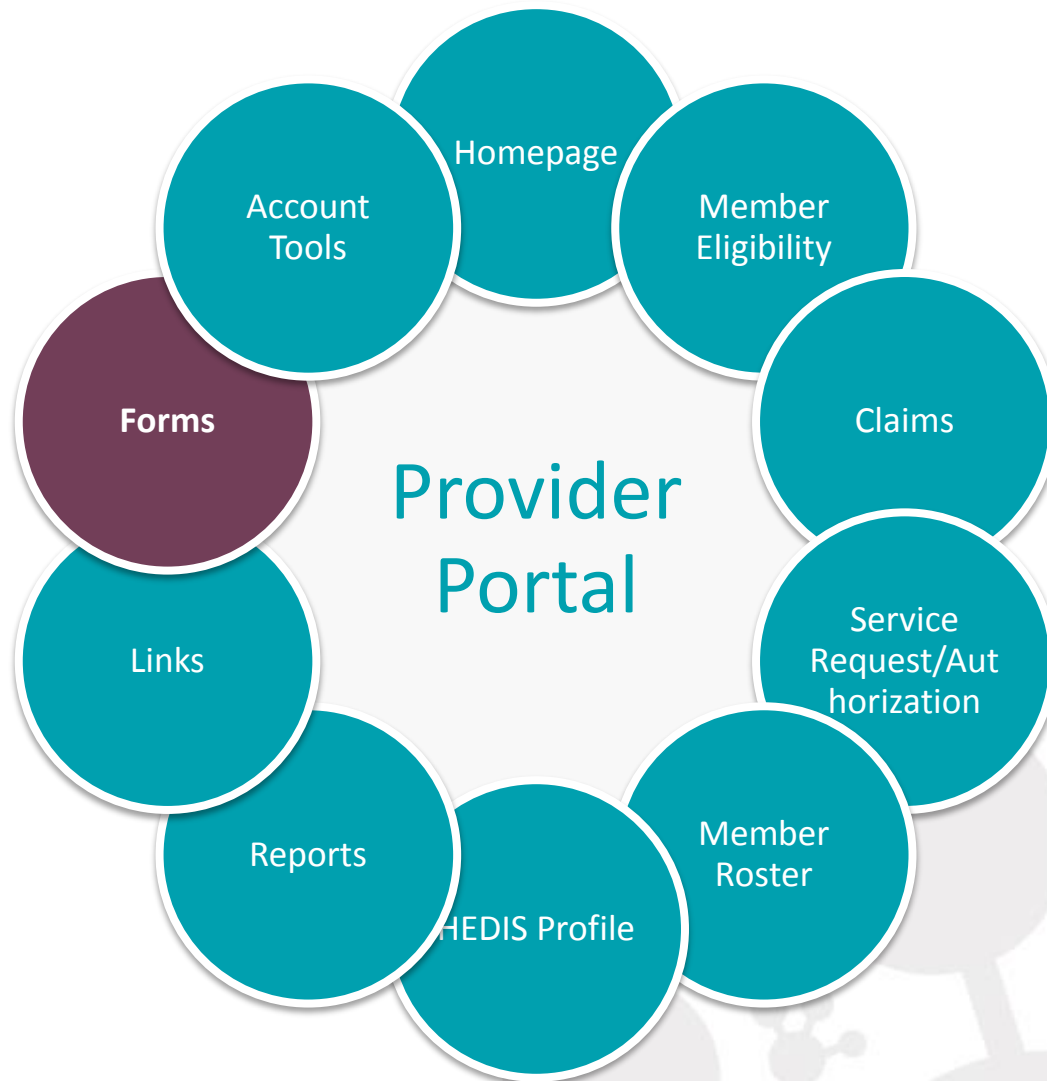 Homepage
Member
Eligibility
Claims
Service
Request/Aut
horization
Member
Roster
HEDIS Profile
Reports
Links
Forms
Account
Tools
Provider
Portal